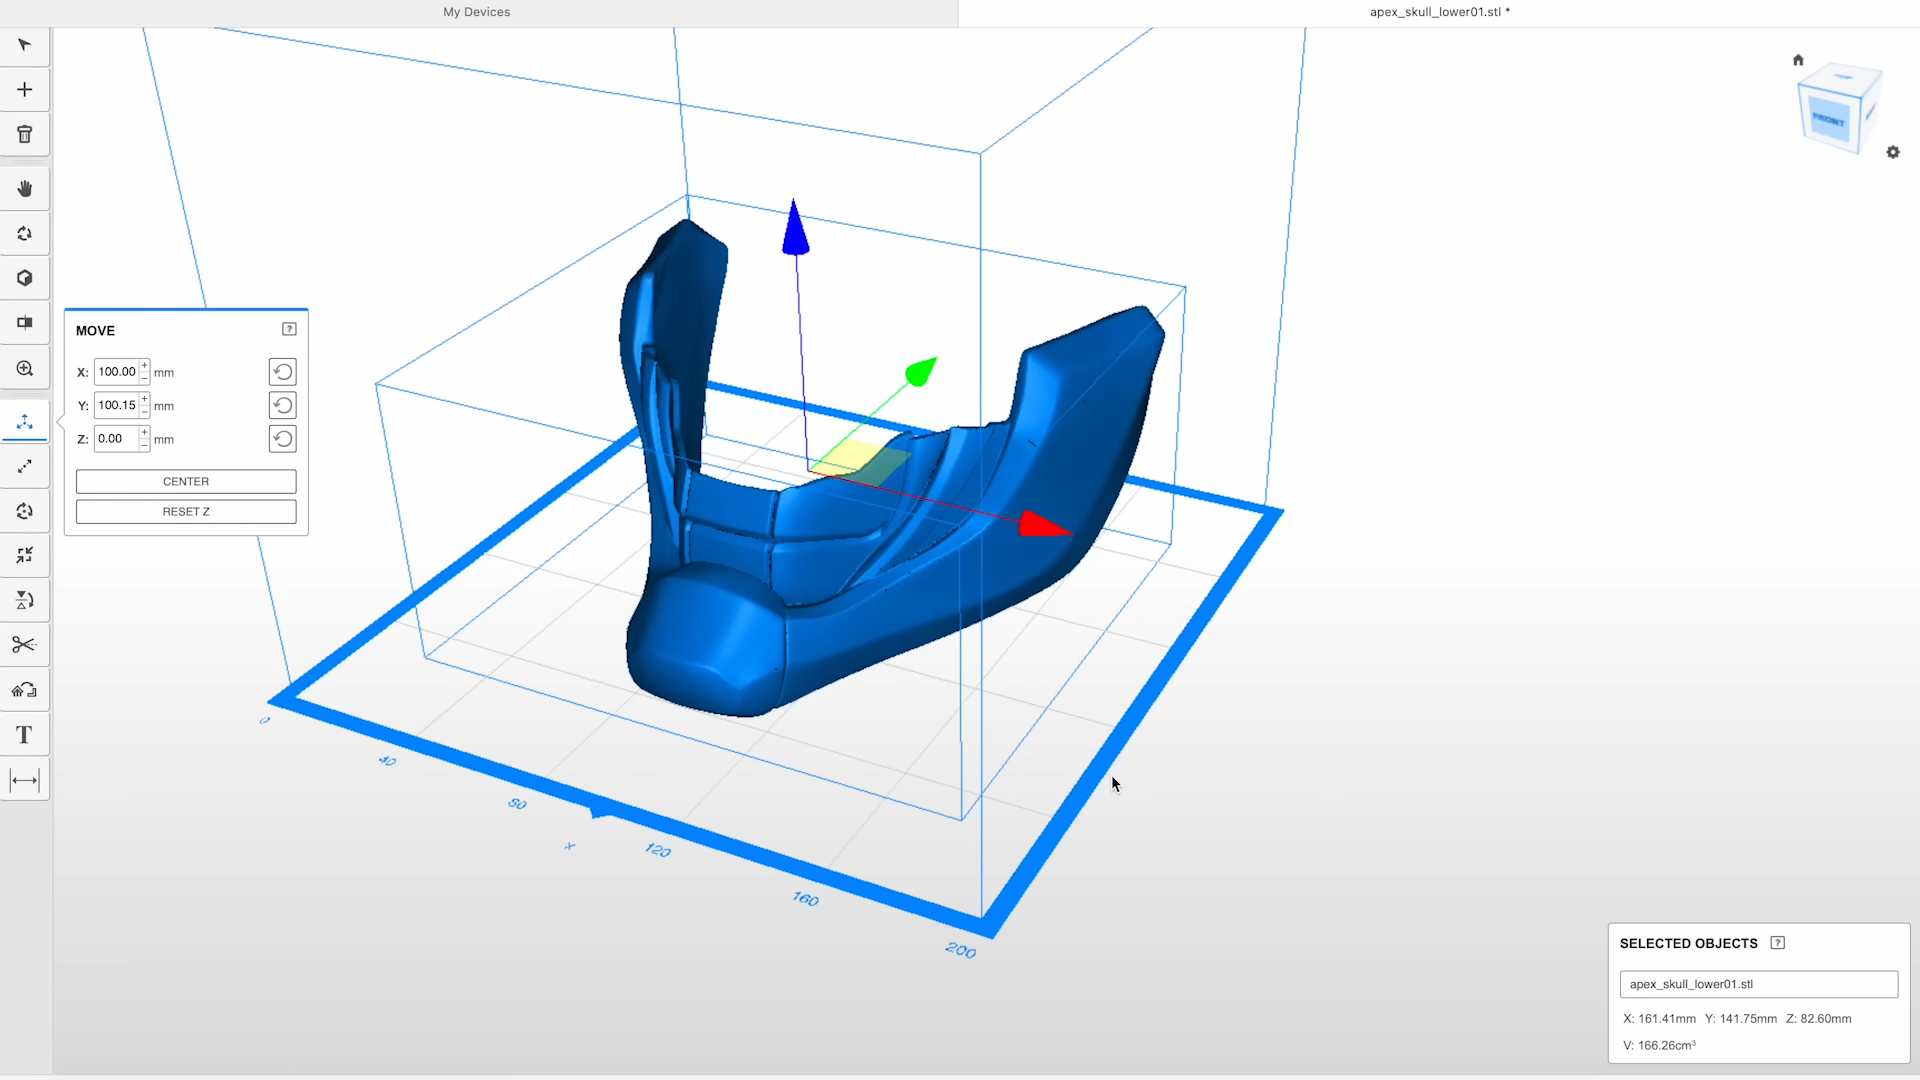 My Devices
apex_skull_lower01.stl *
TOP
FRONT
MOVE ?
X: 100.00 + − mm
Y: 100.15 + − mm
Z: 0.00 + − mm
CENTER
RESET Z
T
0
40
80
x
120
160
200
SELECTED OBJECTS ?
apex_skull_lower01.stl
X: 161.41mm Y: 141.75mm Z: 82.60mm
V: 166.26cm³